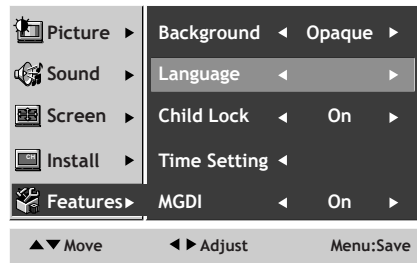 Picture ▶ Background ◀ Opaque ▶
Sound ▶ Language ◀ ▶
Screen ▶ Child Lock ◀ On ▶
CH Install ▶ Time Setting ◀
Features▶ MGDI ◀ On ▶
▲▼ Move ◀ ▶ Adjust Menu:Save